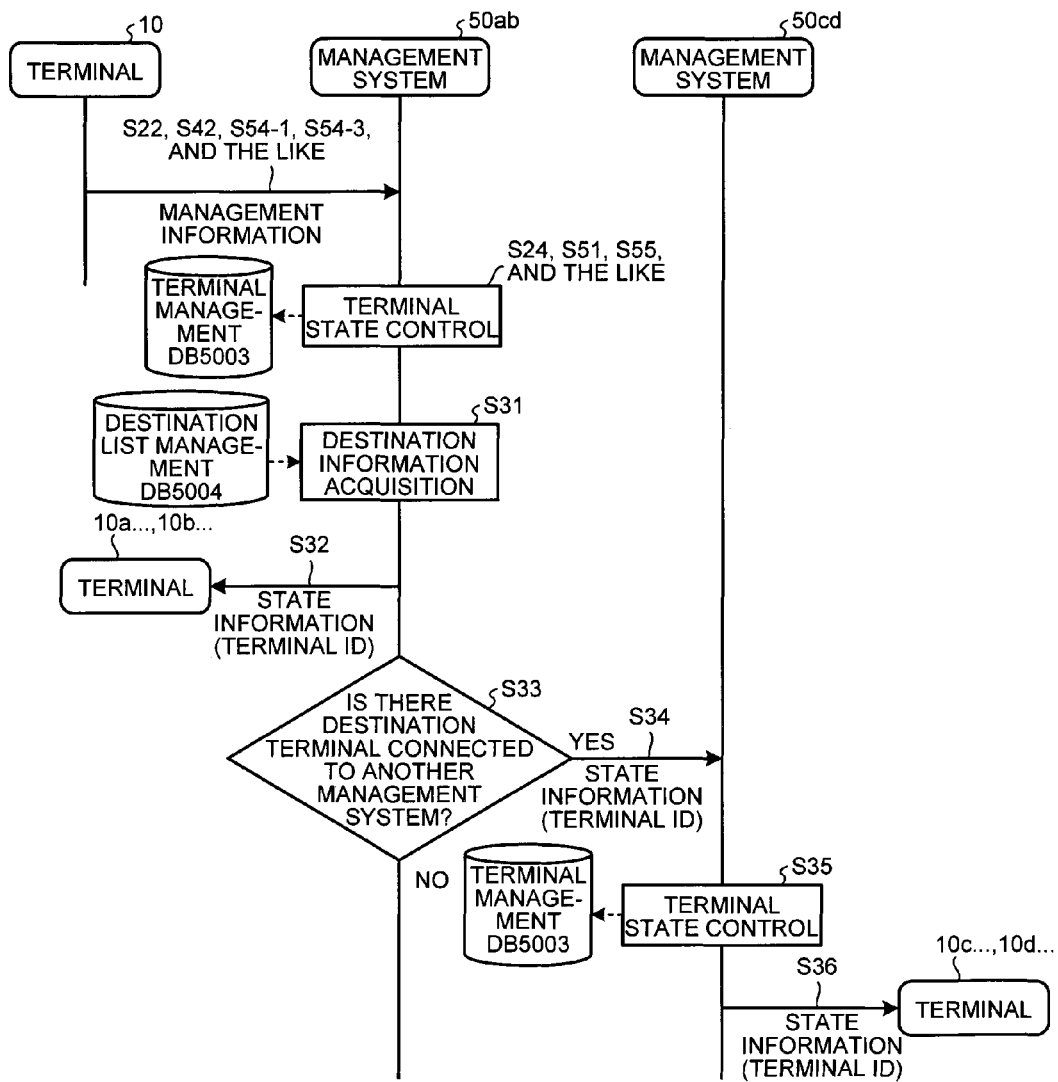 10
50ab
50cd
TERMINAL
MANAGEMENT
SYSTEM
MANAGEMENT
SYSTEM
S22, S42, S54-1, S54-3,
AND THE LIKE
MANAGEMENT
INFORMATION
S24, S51, S55,
AND THE LIKE
TERMINAL
MANAGE-
MENT
DB5003
TERMINAL
STATE CONTROL
S31
DESTINATION
LIST MANAGE-
MENT
DB5004
DESTINATION
INFORMATION
ACQUISITION
10a...,10b...
TERMINAL
S32
STATE
INFORMATION
(TERMINAL ID)
S33
IS THERE
DESTINATION
TERMINAL CONNECTED
TO ANOTHER
MANAGEMENT
SYSTEM?
YES
S34
STATE
INFORMATION
(TERMINAL ID)
NO
TERMINAL
MANAGE-
MENT
DB5003
S35
TERMINAL
STATE CONTROL
S36
10c...,10d...
TERMINAL
STATE
INFORMATION
(TERMINAL ID)